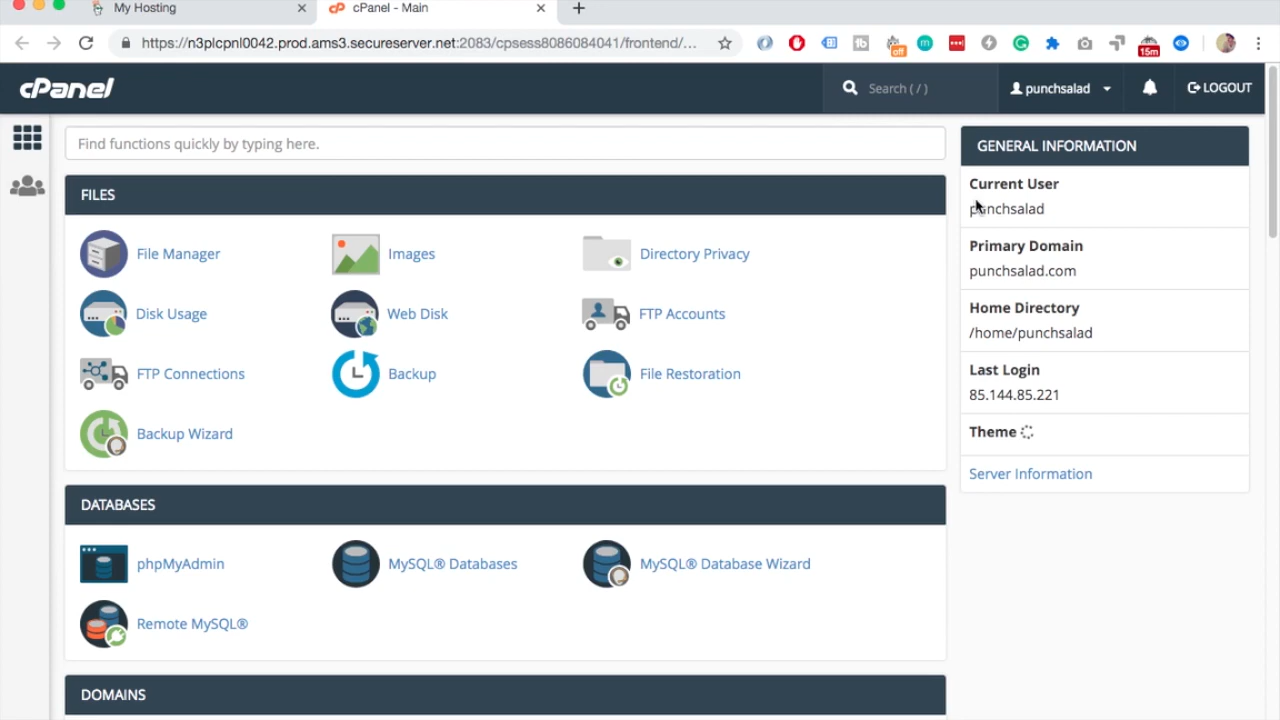 My Hosting
cPanel - Main
https://n3plcpnl0042.prod.ams3.secureserver.net:2083/cpsess8086084041/frontend/...
off
15m
cPanel
Search ( / )
punchsalad
LOGOUT
Find functions quickly by typing here.
FILES
File Manager
Images
Directory Privacy
Disk Usage
Web Disk
FTP Accounts
FTP Connections
Backup
File Restoration
Backup Wizard
DATABASES
phpMyAdmin
MySQL® Databases
MySQL® Database Wizard
Remote MySQL®
DOMAINS
GENERAL INFORMATION
Current User
punchsalad
Primary Domain
punchsalad.com
Home Directory
/home/punchsalad
Last Login
85.144.85.221
Theme
Server Information